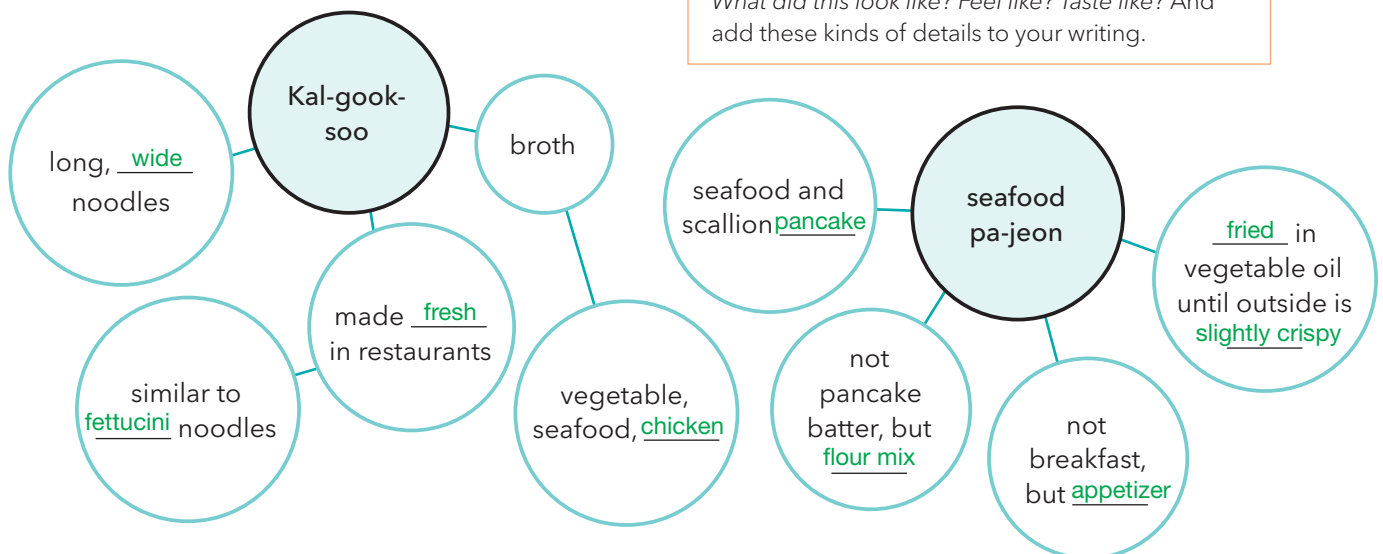 What did this look like? Feel like? Taste like? And
add these kinds of details to your writing.
Kal-gook-
soo
long, wide
noodles
broth
made fresh
in restaurants
similar to
fettucini noodles
vegetable,
seafood, chicken
seafood
pa-jeon
seafood and
scallion pancake
fried in
vegetable oil
until outside is
slightly crispy
not
pancake
batter, but
flour mix
not
breakfast,
but appetizer